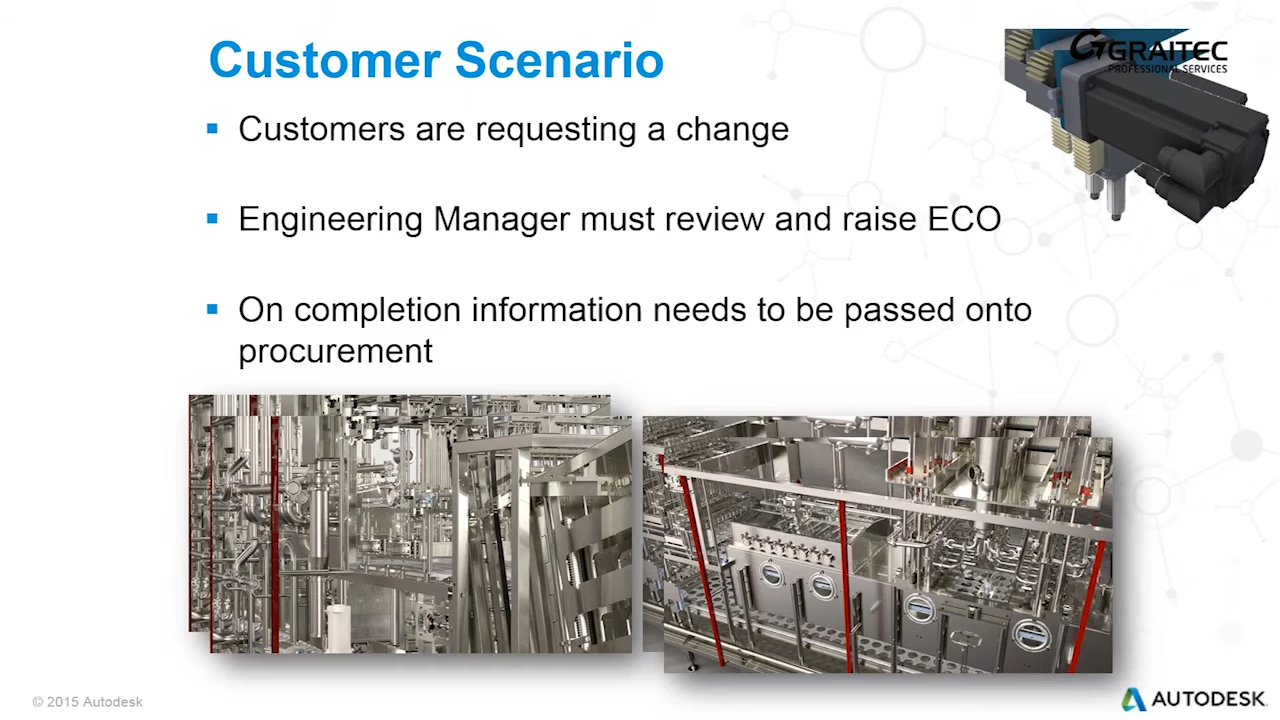 Customer Scenario
GRAITEC
PROFESSIONAL SERVICES
▪ Customers are requesting a change
▪ Engineering Manager must review and raise ECO
▪ On completion information needs to be passed onto
procurement
© 2015 Autodesk
AUTODESK.